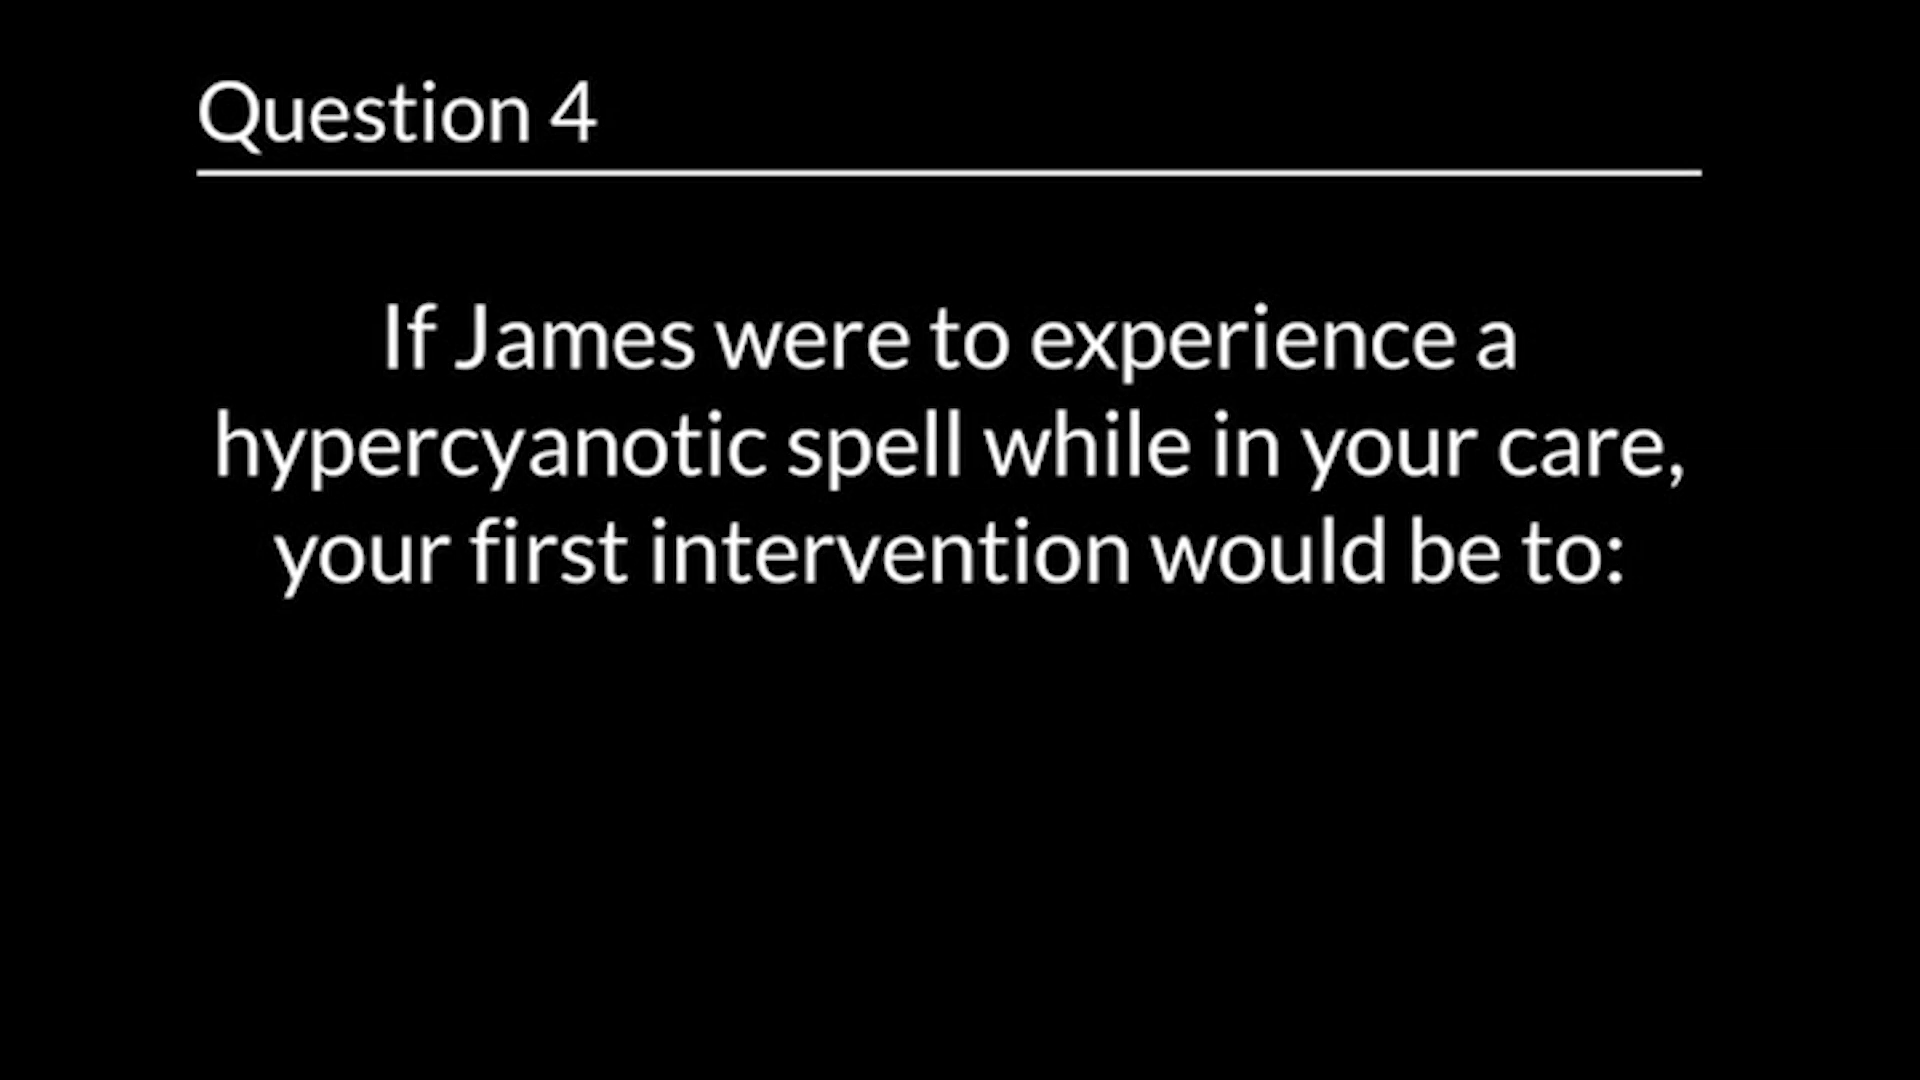 Question 4
If James were to experience a
hypercyanotic spell while in your care,
your first intervention would be to: